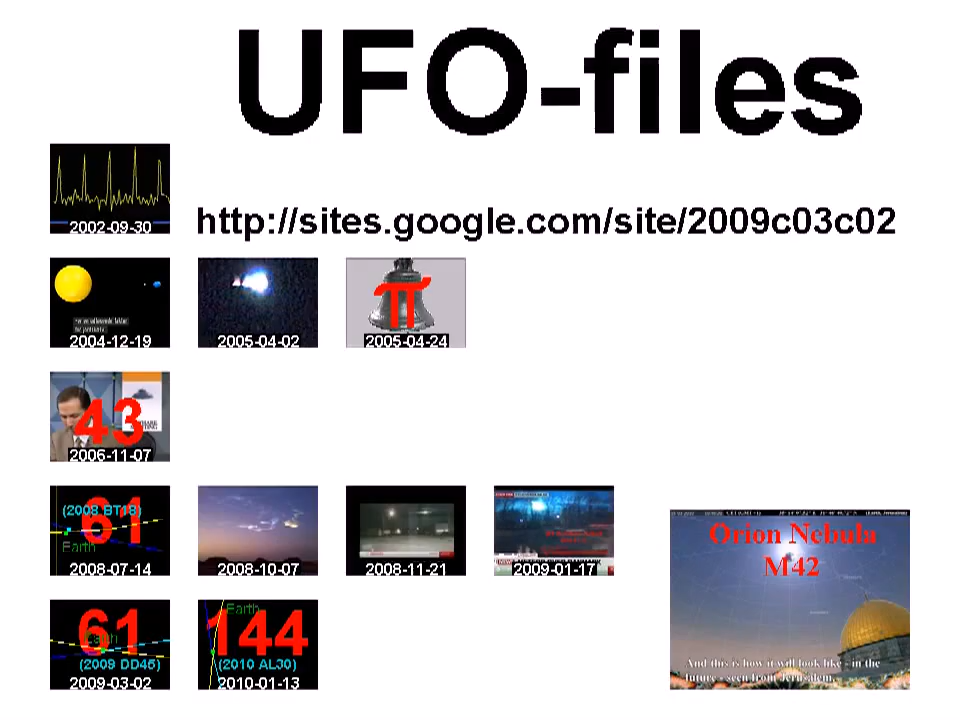 UFO-files
2002-09-30
http://sites.google.com/site/2009c03c02
2004-12-19
2005-04-02
π
2005-04-24
43
2006-11-07
61
(2008 BT18)
Earth
2008-07-14
2008-10-07
2008-11-21
2009-01-17
Orion Nebula
M42
And this is how it will look like - in the
future - seen from Jerusalem.
61
Earth
(2009 DD45)
2009-03-02
Earth
144
(2010 AL30)
2010-01-13